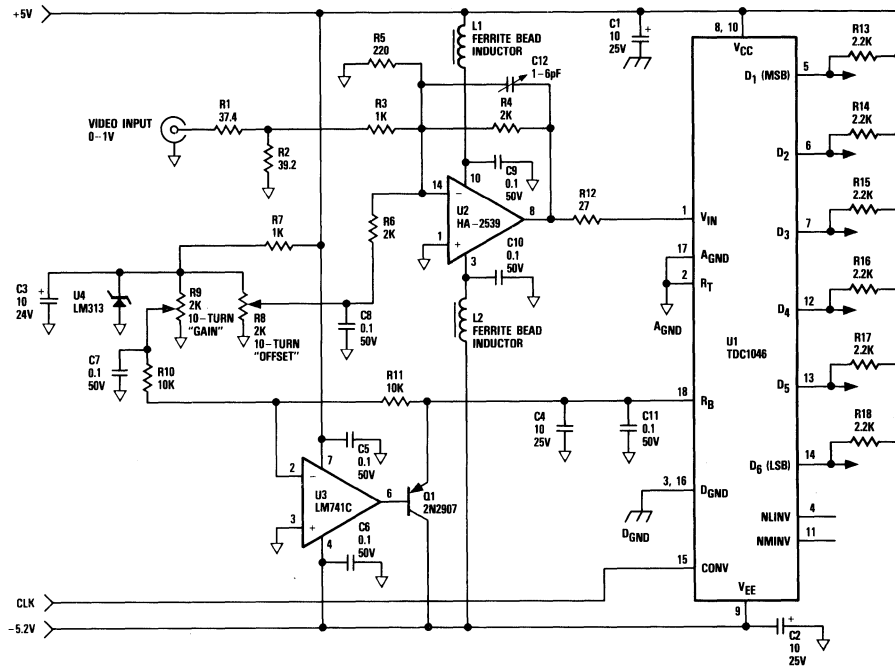 +5V
L1
FERRITE BEAD
INDUCTOR
R5
220
C12
1-6pF
C1
10
25V
+
8, 10
VCC
R13
2.2K
D1 (MSB)
5
VIDEO INPUT
0--1V
R1
37.4
R3
1K
R4
2K
R2
39.2
R14
2.2K
D2
6
C9
0.1
50V
10
14
−
U2
HA-2539
8
R12
27
1
VIN
R15
2.2K
D3
7
R6
2K
1
+
3
C10
0.1
50V
17
AGND
2
RT
R7
1K
AGND
R16
2.2K
D4
12
C3
10
24V
+
U4
LM313
R9
2K
10-TURN
"GAIN"
R8
2K
10-TURN
"OFFSET"
C8
0.1
50V
L2
FERRITE BEAD
INDUCTOR
U1
TDC1046
C7
0.1
50V
R10
10K
R11
10K
R17
2.2K
D5
13
18
RB
C4
10
25V
C11
0.1
50V
R18
2.2K
D6 (LSB)
14
C5
0.1
50V
7
2
−
U3
LM741C
6
Q1
2N2907
3
+
4
C6
0.1
50V
3, 16
DGND
DGND
NLINV
4
NMINV
11
15
CONV
CLK
VEE
9
-5.2V
+
C2
10
25V